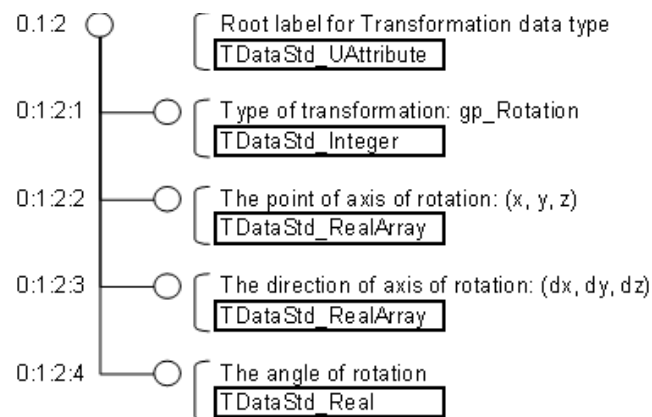 0.1:2 Root label for Transformation data type
TDataStd_UAttribute
0:1:2:1 Type of transformation: gp_Rotation
TDataStd_Integer
0:1:2:2 The point of axis of rotation: (x, y, z)
TDataStd_RealArray
0:1:2:3 The direction of axis of rotation: (dx, dy, dz)
TDataStd_RealArray
0:1:2:4 The angle of rotation
TDataStd_Real